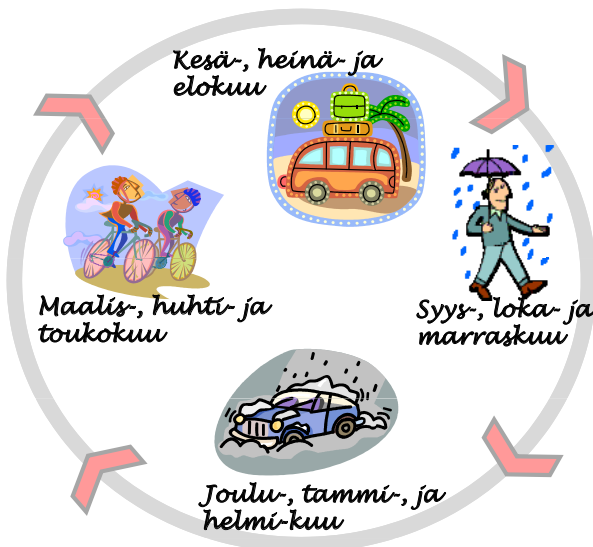 Kesä-, heinä- ja
elokuu
Maalis-, huhti- ja
toukokuu
Syys-, loka- ja
marraskuu
Joulu-, tammi-, ja
helmi-kuu